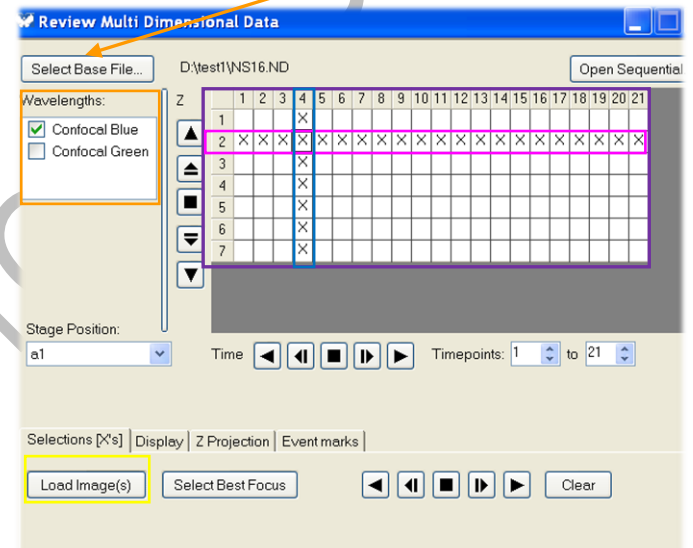 Review Multi Dimensional Data
Select Base File... D:\test1\NS16.ND Open Sequential
Wavelengths: Z 1 2 3 4 5 6 7 8 9 10 11 12 13 14 15 16 17 18 19 20 21
1 X
Confocal Blue
2 X X X X X X X X X X X X X X X X X X X X X
Confocal Green
3 X
4 X
5 X
6 X
7 X
Stage Position:
a1 Time Timepoints: 1 to 21
Selections [X's] Display Z Projection Event marks
Load Image(s) Select Best Focus Clear